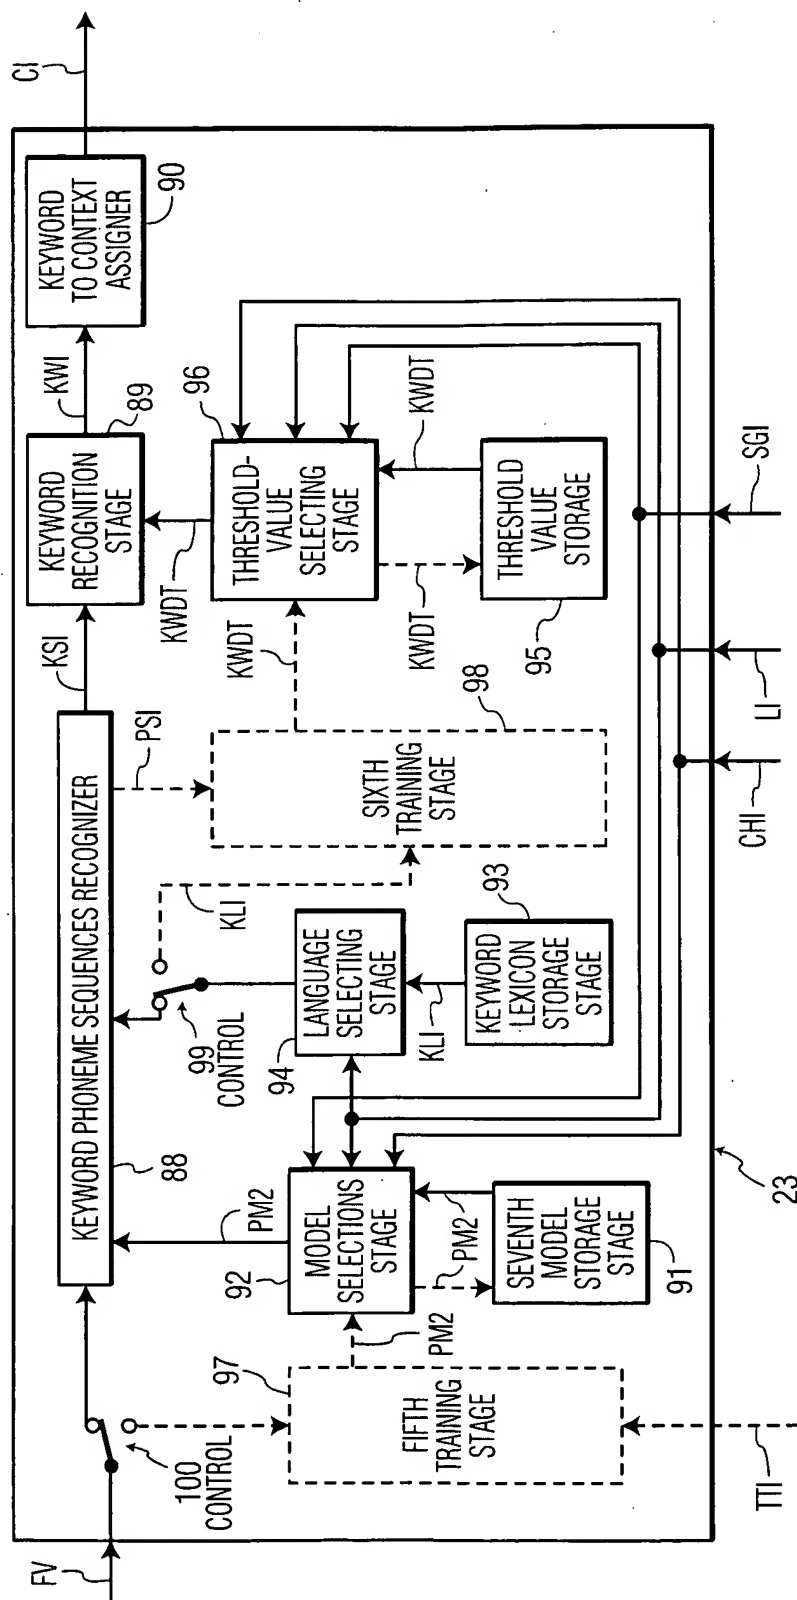 FV
100
CONTROL
KEYWORD PHONEME SEQUENCES RECOGNIZER
88
KSI
KEYWORD
RECOGNITION
STAGE
89
KWI
KEYWORD
TO CONTEXT
ASSIGNER
90
CI
97
FIFTH
TRAINING
STAGE
TTI
PM2
PM2
92
MODEL
SELECTIONS
STAGE
PM2
PM2
SEVENTH
MODEL
STORAGE
STAGE
91
99
CONTROL
KLI
94
LANGUAGE
SELECTING
STAGE
KLI
KEYWORD
LEXICON
STORAGE
STAGE
93
PSI
SIXTH
TRAINING
STAGE
98
KWDT
KWDT
96
THRESHOLD-
VALUE
SELECTING
STAGE
KWDT
KWDT
THRESHOLD
VALUE
STORAGE
95
23
CHI
LI
SGI